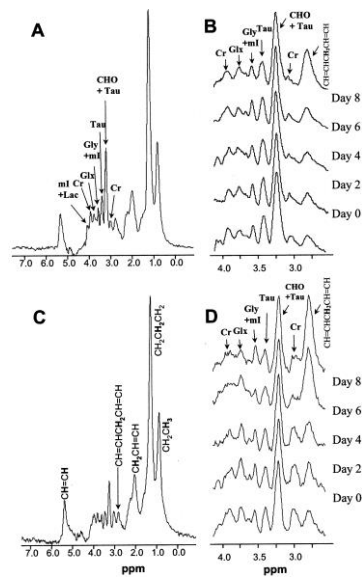 A
CHO
+ Tau
Tau
Gly
+mI
Glx
Cr
mI
+Lac
Cr
7.0 6.0 5.0 4.0 3.0 2.0 1.0 0.0
B
CHO
+ Tau
Tau
Gly
+mI
Glx
Cr
Cr
CH=CHCH₂CH=CH
Day 8
Day 6
Day 4
Day 2
Day 0
4.0 3.5 3.0
C
CH=CH
CH=CHCH₂CH=CH
CH₂CH=CH
CH₂CH₂CH₂
CH₂CH₃
7.0 6.0 5.0 4.0 3.0 2.0 1.0 0.0
ppm
D
CHO
+Tau
Tau
Gly
+mI
Glx
Cr
Cr
CH=CHCH₂CH=CH
Day 8
Day 6
Day 4
Day 2
Day 0
4.0 3.5 3.0
ppm